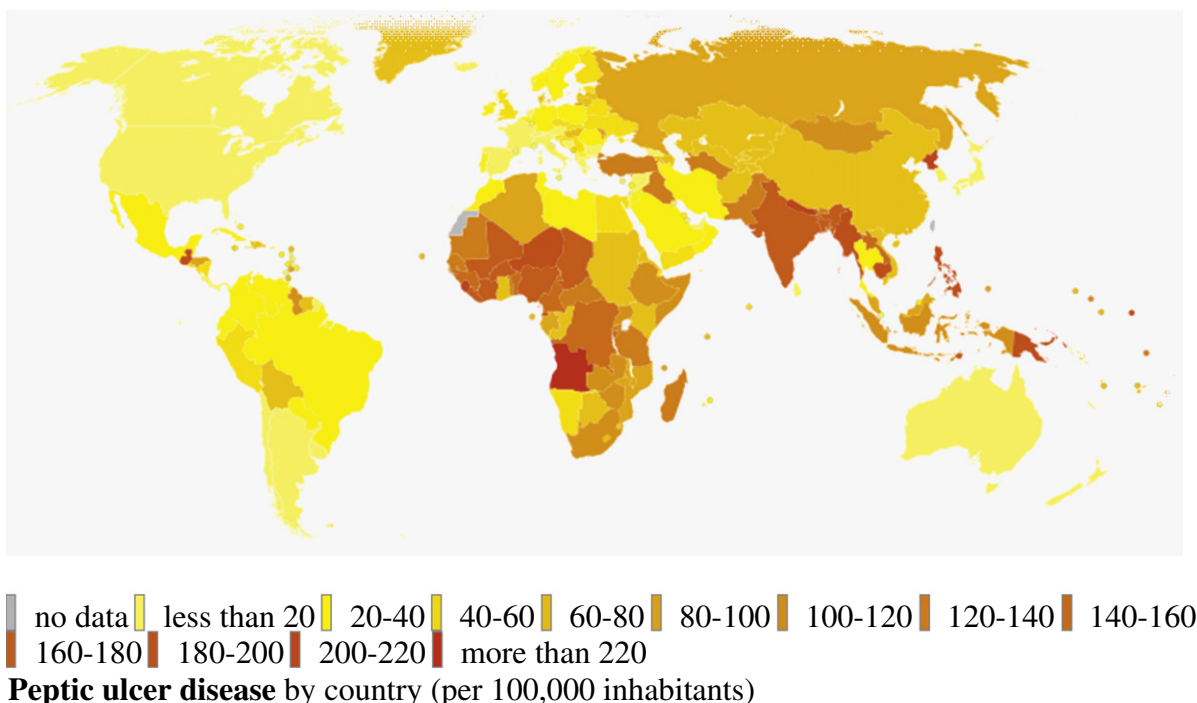 no data less than 20 20-40 40-60 60-80 80-100 100-120 120-140 140-160
160-180 180-200 200-220 more than 220
Peptic ulcer disease by country (per 100,000 inhabitants)